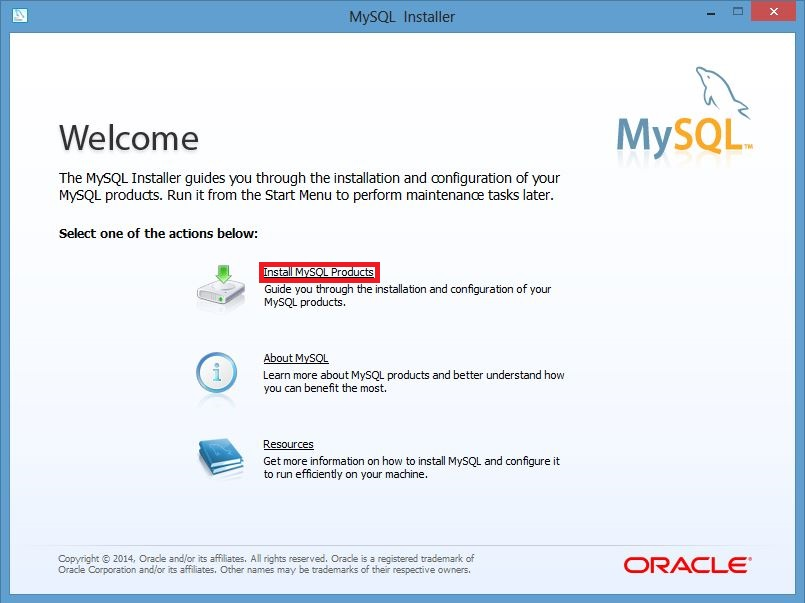 MySQL Installer
MySQL™
Welcome
The MySQL Installer guides you through the installation and configuration of your
MySQL products. Run it from the Start Menu to perform maintenance tasks later.
Select one of the actions below:
Install MySQL Products
Guide you through the installation and configuration of your
MySQL products.
About MySQL
Learn more about MySQL products and better understand how
you can benefit the most.
Resources
Get more information on how to install MySQL and configure it
to run efficiently on your machine.
Copyright © 2014, Oracle and/or its affiliates. All rights reserved. Oracle is a registered trademark of
Oracle Corporation and/or its affiliates. Other names may be trademarks of their respective owners.
ORACLE®